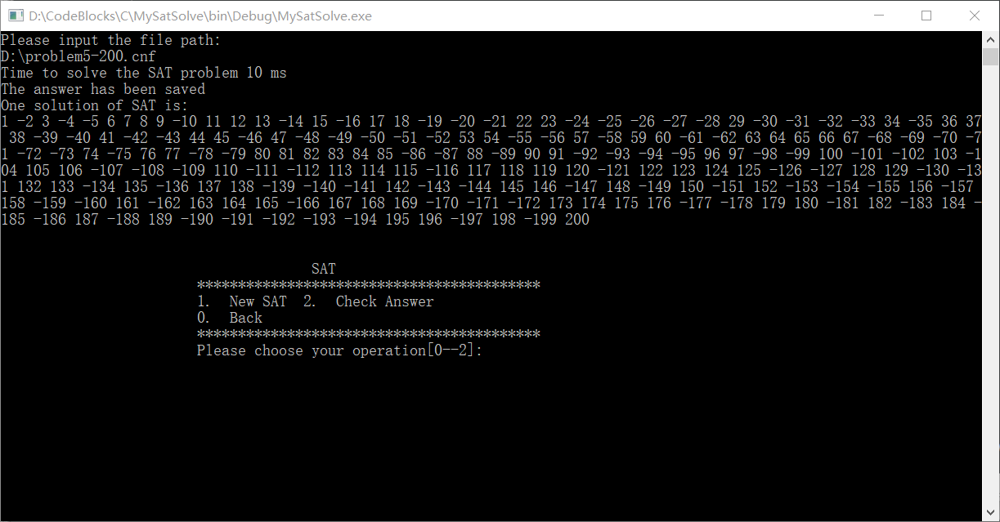 D:\CodeBlocks\C\MySatSolve\bin\Debug\MySatSolve.exe
Please input the file path:
D:\problem5-200.cnf
Time to solve the SAT problem 10 ms
The answer has been saved
One solution of SAT is:
1 -2 3 -4 -5 6 7 8 9 -10 11 12 13 -14 15 -16 17 18 -19 -20 -21 22 23 -24 -25 -26 -27 -28 29 -30 -31 -32 -33 34 -35 36 37
38 -39 -40 41 -42 -43 44 45 -46 47 -48 -49 -50 -51 -52 53 54 -55 -56 57 -58 59 60 -61 -62 63 64 65 66 67 -68 -69 -70 -7
1 -72 -73 74 -75 76 77 -78 -79 80 81 82 83 84 85 -86 -87 88 -89 90 91 -92 -93 -94 -95 96 97 -98 -99 100 -101 -102 103 -1
04 105 106 -107 -108 -109 110 -111 -112 113 114 115 -116 117 118 119 120 -121 122 123 124 125 -126 -127 128 129 -130 -13
1 132 133 -134 135 -136 137 138 -139 -140 -141 142 -143 -144 145 146 -147 148 -149 150 -151 152 -153 -154 -155 156 -157
158 -159 -160 161 -162 163 164 165 -166 167 168 169 -170 -171 -172 173 174 175 176 -177 -178 179 180 -181 182 -183 184 -
185 -186 187 -188 189 -190 -191 -192 -193 -194 195 196 -197 198 -199 200
SAT
******************************************
1. New SAT 2. Check Answer
0. Back
******************************************
Please choose your operation[0--2]: